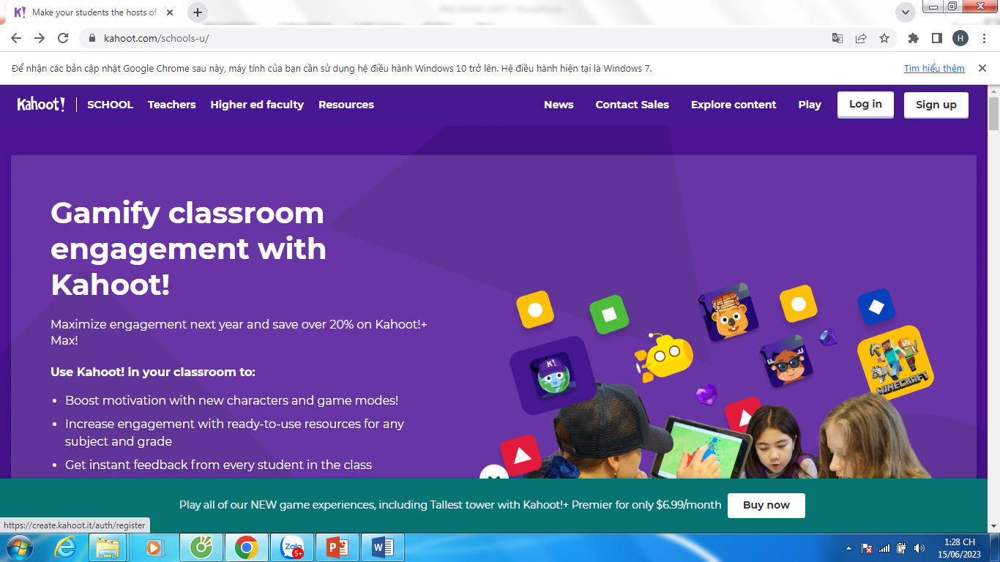 Make your students the hosts of
kahoot.com/schools-u/
H
Để nhận các bản cập nhật Google Chrome sau này, máy tính của bạn cần sử dụng hệ điều hành Windows 10 trở lên. Hệ điều hành hiện tại là Windows 7.
Tìm hiểu thêm
Kahoot! SCHOOL Teachers Higher ed faculty Resources News Contact Sales Explore content Play Log in Sign up
Gamify classroom
engagement with
Kahoot!
Maximize engagement next year and save over 20% on Kahoot!+
Max!
Use Kahoot! in your classroom to:
• Boost motivation with new characters and game modes!
• Increase engagement with ready-to-use resources for any
subject and grade
• Get instant feedback from every student in the class
K!
MINECRAFT
Play all of our NEW game experiences, including Tallest tower with Kahoot!+ Premier for only $6.99/month Buy now
https://create.kahoot.it/auth/register
Zalo
5+
1:28 CH
15/06/2023